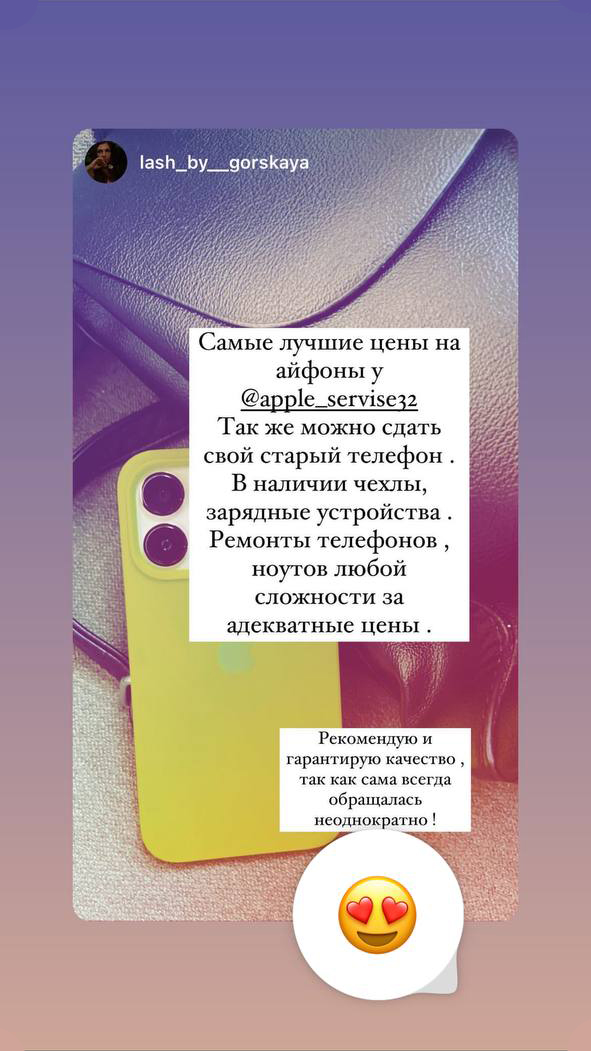 lash_by__gorskaya
Самые лучшие цены на
айфоны у
@apple_servise32
Так же можно сдать
свой старый телефон .
В наличии чехлы,
зарядные устройства .
Ремонты телефонов ,
ноутов любой
сложности за
адекватные цены .
Рекомендую и
гарантирую качество ,
так как сама всегда
обращалась
неоднократно !